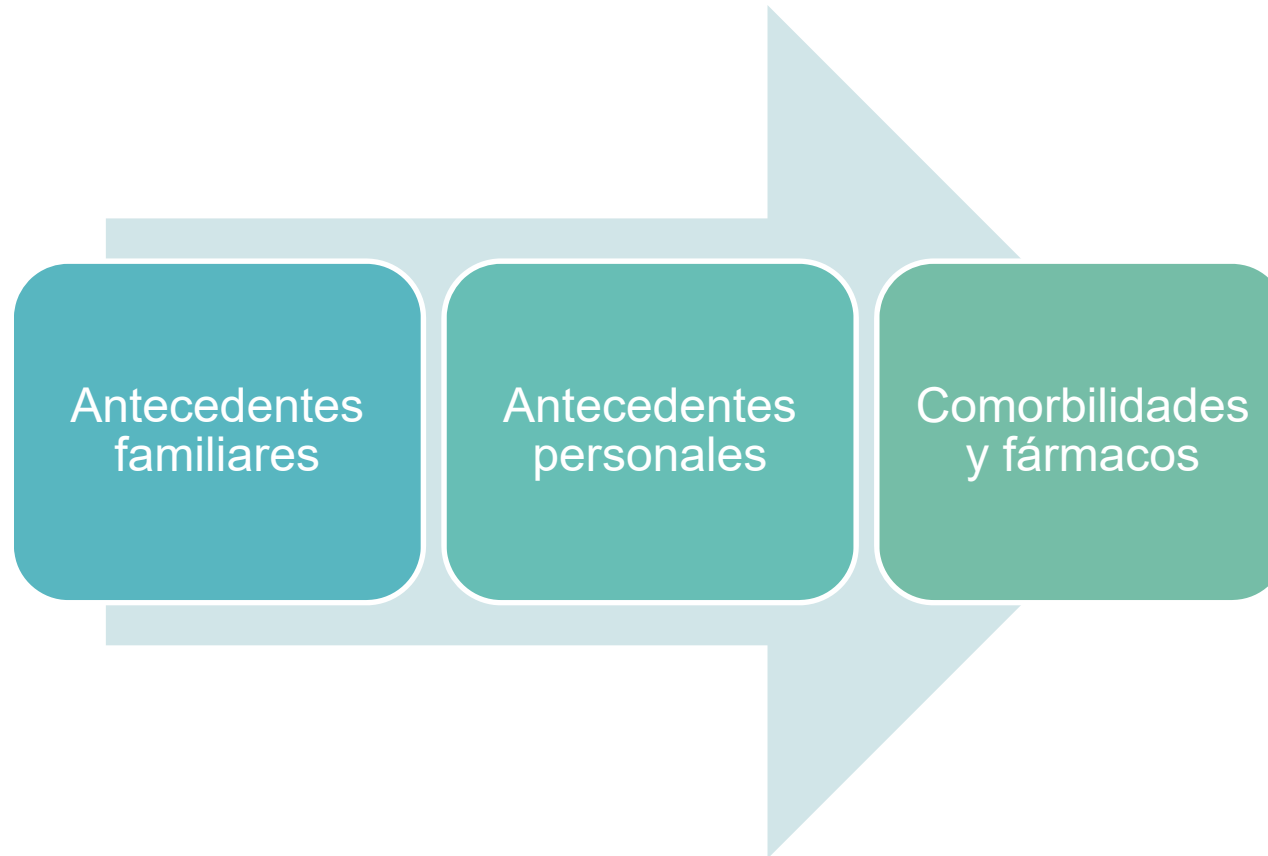 Antecedentes
familiares
Antecedentes
personales
Comorbilidades
y fármacos